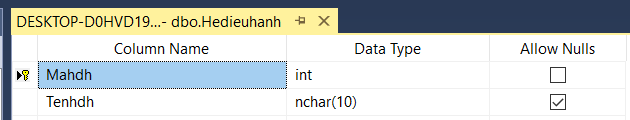 DESKTOP-D0HVD19...- dbo.Hedieuhanh
Column Name Data Type Allow Nulls
Mahdh int
Tenhdh nchar(10)